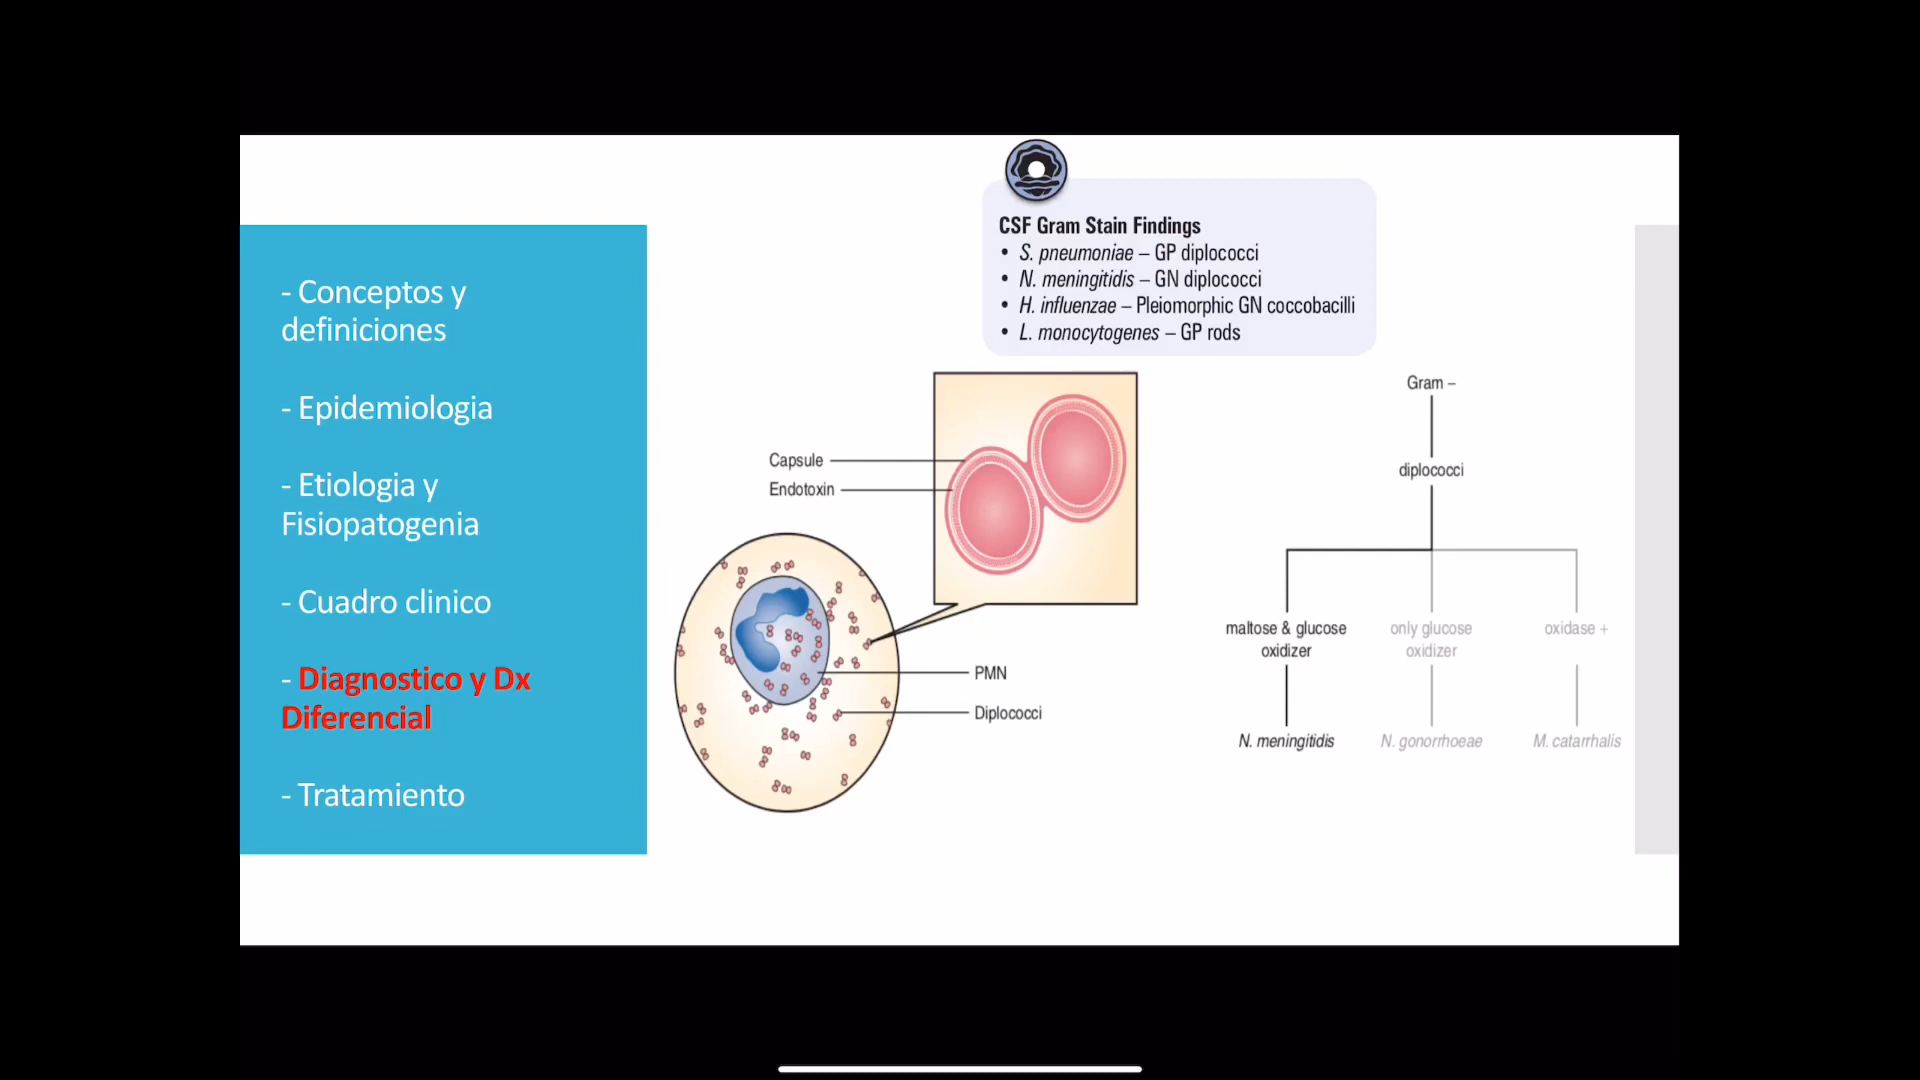 - Conceptos y
definiciones
- Epidemiologia
- Etiologia y
Fisiopatogenia
- Cuadro clinico
- Diagnostico y Dx
Diferencial
- Tratamiento
CSF Gram Stain Findings
• S. pneumoniae – GP diplococci
• N. meningitidis – GN diplococci
• H. influenzae – Pleiomorphic GN coccobacilli
• L. monocytogenes – GP rods
Capsule
Endotoxin
PMN
Diplococci
Gram –
diplococci
maltose & glucose
oxidizer
only glucose
oxidizer
oxidase +
N. meningitidis
N. gonorrhoeae
M. catarrhalis